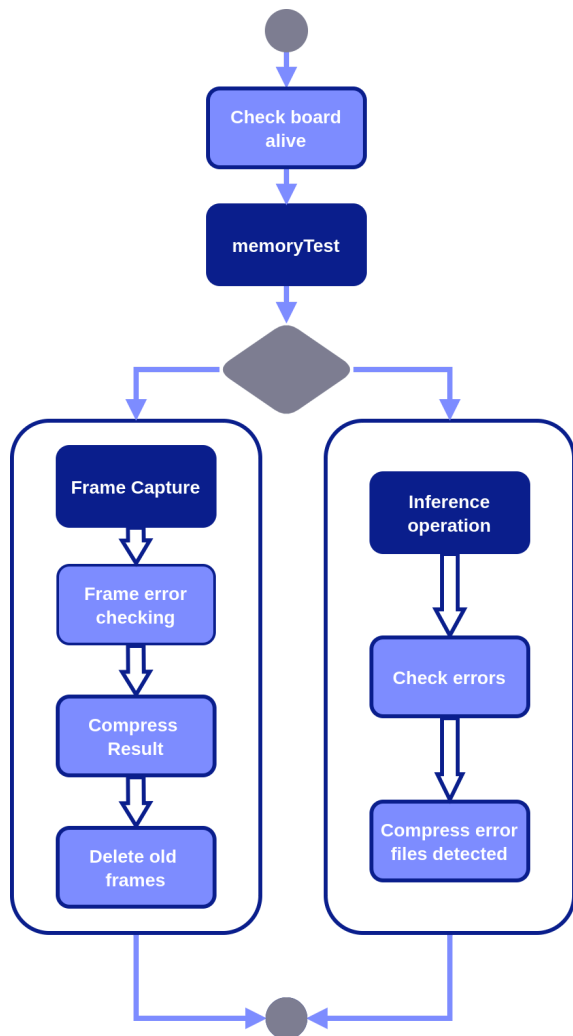 Check board
alive
memoryTest
Frame Capture
Frame error
checking
Compress
Result
Delete old
frames
Inference
operation
Check errors
Compress error
files detected